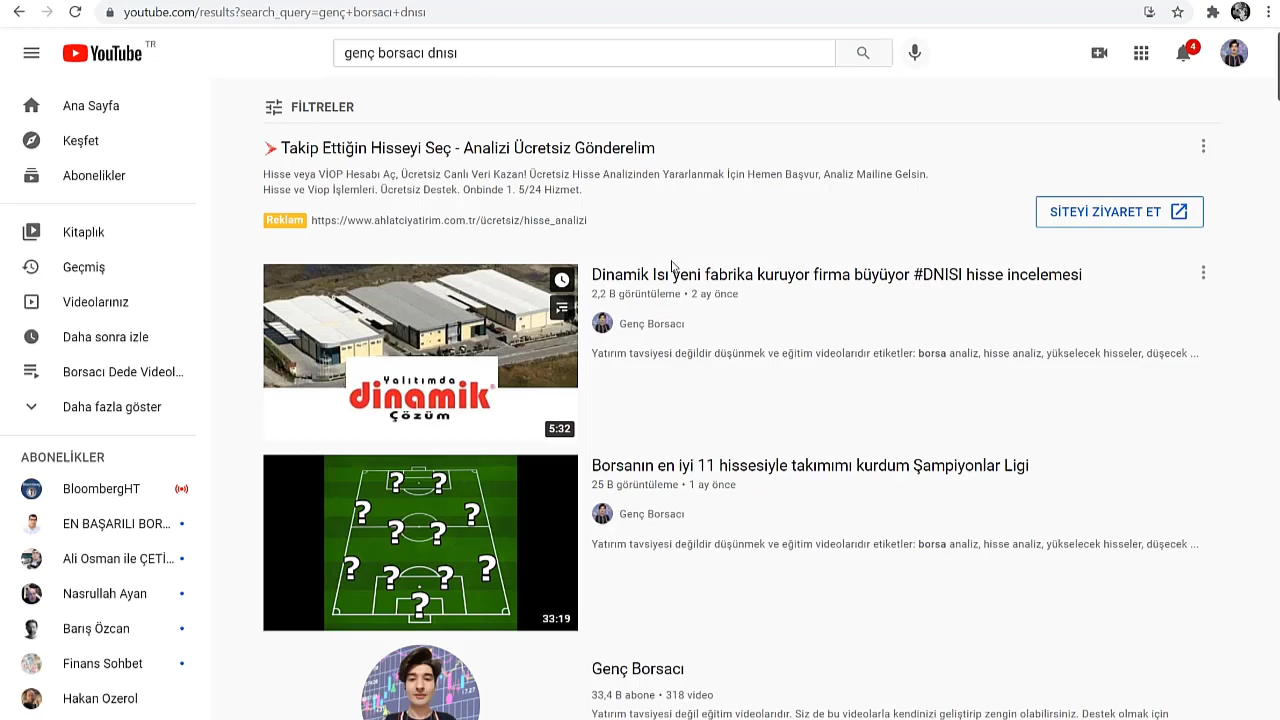 youtube.com/results?search_query=genç+borsacı+dnısı
YouTube TR
genç borsacı dnısı
4
Ana Sayfa
Keşfet
Abonelikler
Kitaplık
Geçmiş
Videolarınız
Daha sonra izle
Borsacı Dede Videol...
Daha fazla göster
ABONELİKLER
BloombergHT
EN BAŞARILI BOR...
Ali Osman ile ÇETİ...
Nasrullah Ayan
Barış Özcan
Finans Sohbet
Hakan Ozerol
FİLTRELER
Takip Ettiğin Hisseyi Seç - Analizi Ücretsiz Gönderelim
Hisse veya VİOP Hesabı Aç, Ücretsiz Canlı Veri Kazan! Ücretsiz Hisse Analizinden Yararlanmak İçin Hemen Başvur, Analiz Mailine Gelsin.
Hisse ve Viop İşlemleri. Ücretsiz Destek. Onbinde 1. 5/24 Hizmet.
Reklam https://www.ahlatciyatirim.com.tr/ücretsiz/hisse_analizi
SİTEYİ ZİYARET ET
Yalıtımda
dinamik
Çözüm
5:32
Dinamik Isı yeni fabrika kuruyor firma büyüyor #DNISI hisse incelemesi
2,2 B görüntüleme • 2 ay önce
Genç Borsacı
Yatırım tavsiyesi değildir düşünmek ve eğitim videolarıdır etiketler: borsa analiz, hisse analiz, yükselecek hisseler, düşecek ...
? ?
? ?
? ?
? ?
? ?
?
33:19
Borsanın en iyi 11 hissesiyle takımımı kurdum Şampiyonlar Ligi
25 B görüntüleme • 1 ay önce
Genç Borsacı
Yatırım tavsiyesi değildir düşünmek ve eğitim videolarıdır etiketler: borsa analiz, hisse analiz, yükselecek hisseler, düşecek ...
Genç Borsacı
33,4 B abone • 318 video
Yatırım tavsiyesi değil eğitim videolarıdır. Siz de bu videolarla kendinizi geliştirip zengin olabilirsiniz. Destek olmak için